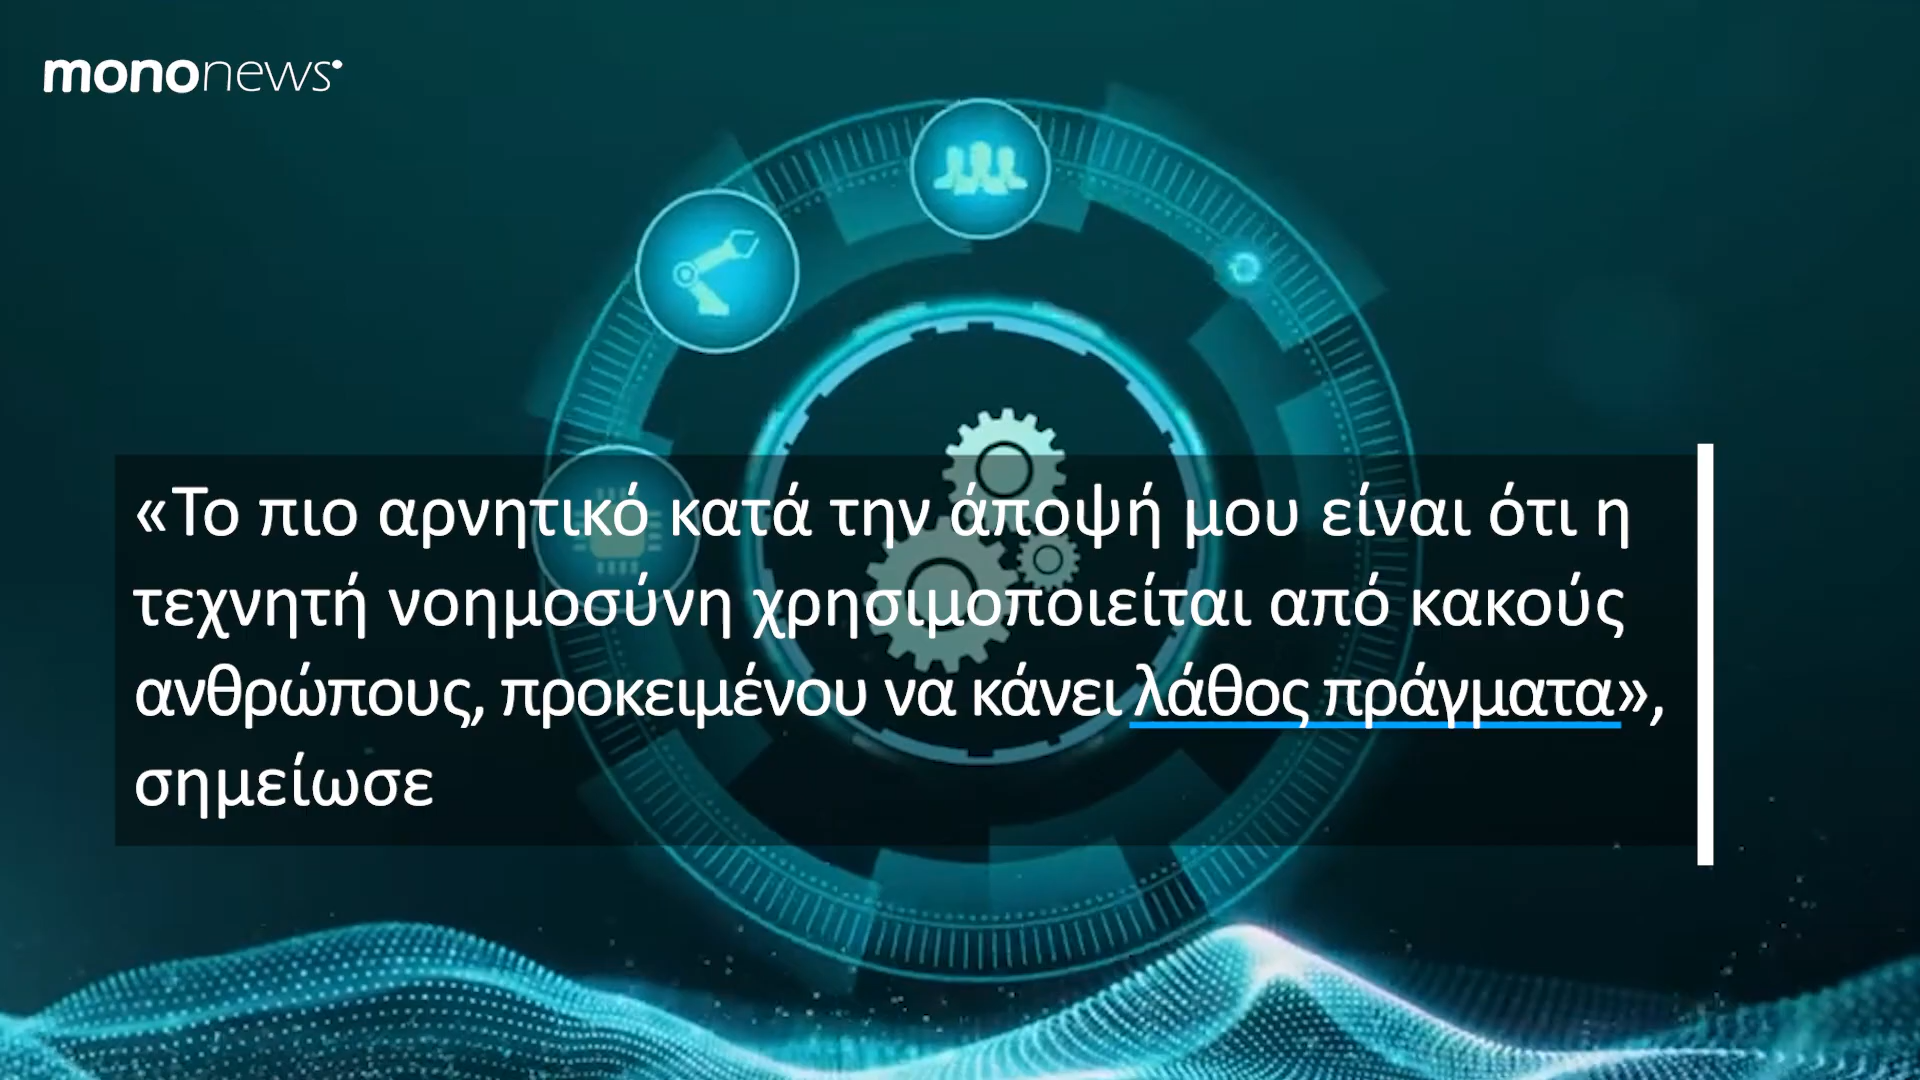 mononews
«Το πιο αρνητικό κατά την άποψή μου είναι ότι η
τεχνητή νοημοσύνη χρησιμοποιείται από κακούς
ανθρώπους, προκειμένου να κάνει λάθος πράγματα»,
σημείωσε